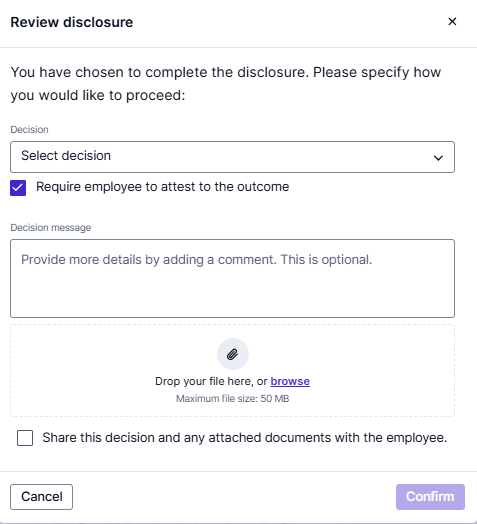 Review disclosure
You have chosen to complete the disclosure. Please specify how
you would like to proceed:
Decision
Select decision
Require employee to attest to the outcome
Decision message
Provide more details by adding a comment. This is optional.
Drop your file here, or browse
Maximum file size: 50 MB
Share this decision and any attached documents with the employee.
Cancel
Confirm